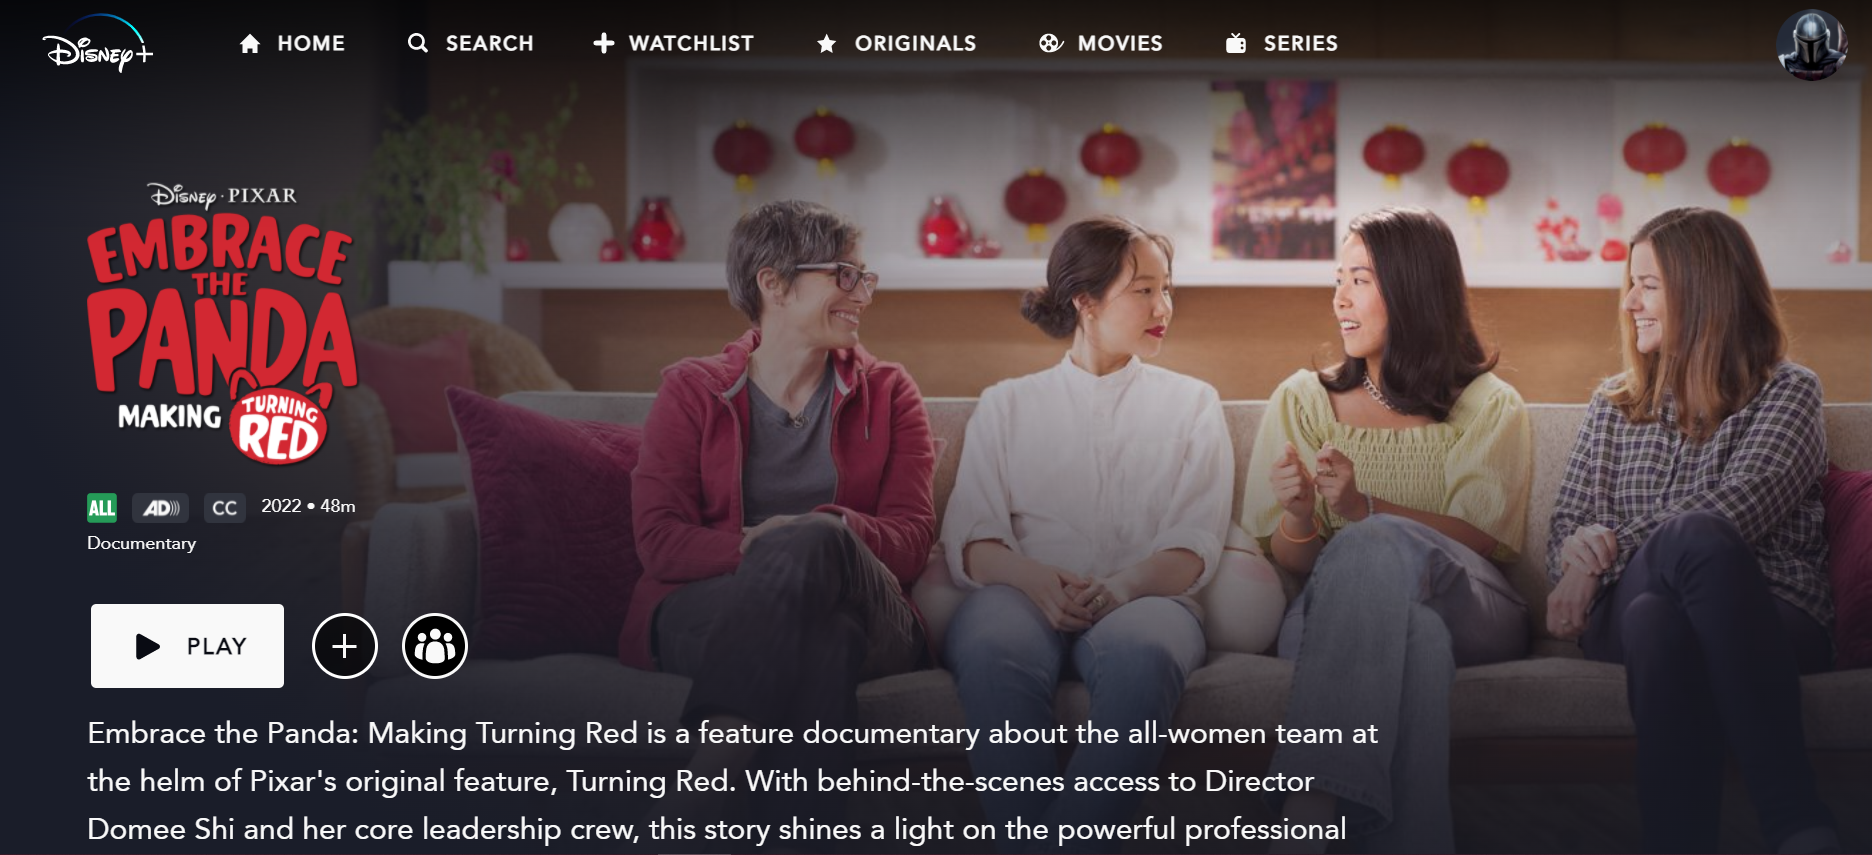 Disney+
HOME
SEARCH
WATCHLIST
ORIGINALS
MOVIES
SERIES
Disney · PIXAR
EMBRACE
THE
PANDA
MAKING
TURNING
RED
ALL
AD
CC
2022 • 48m
Documentary
PLAY
Embrace the Panda: Making Turning Red is a feature documentary about the all-women team at
the helm of Pixar's original feature, Turning Red. With behind-the-scenes access to Director
Domee Shi and her core leadership crew, this story shines a light on the powerful professional